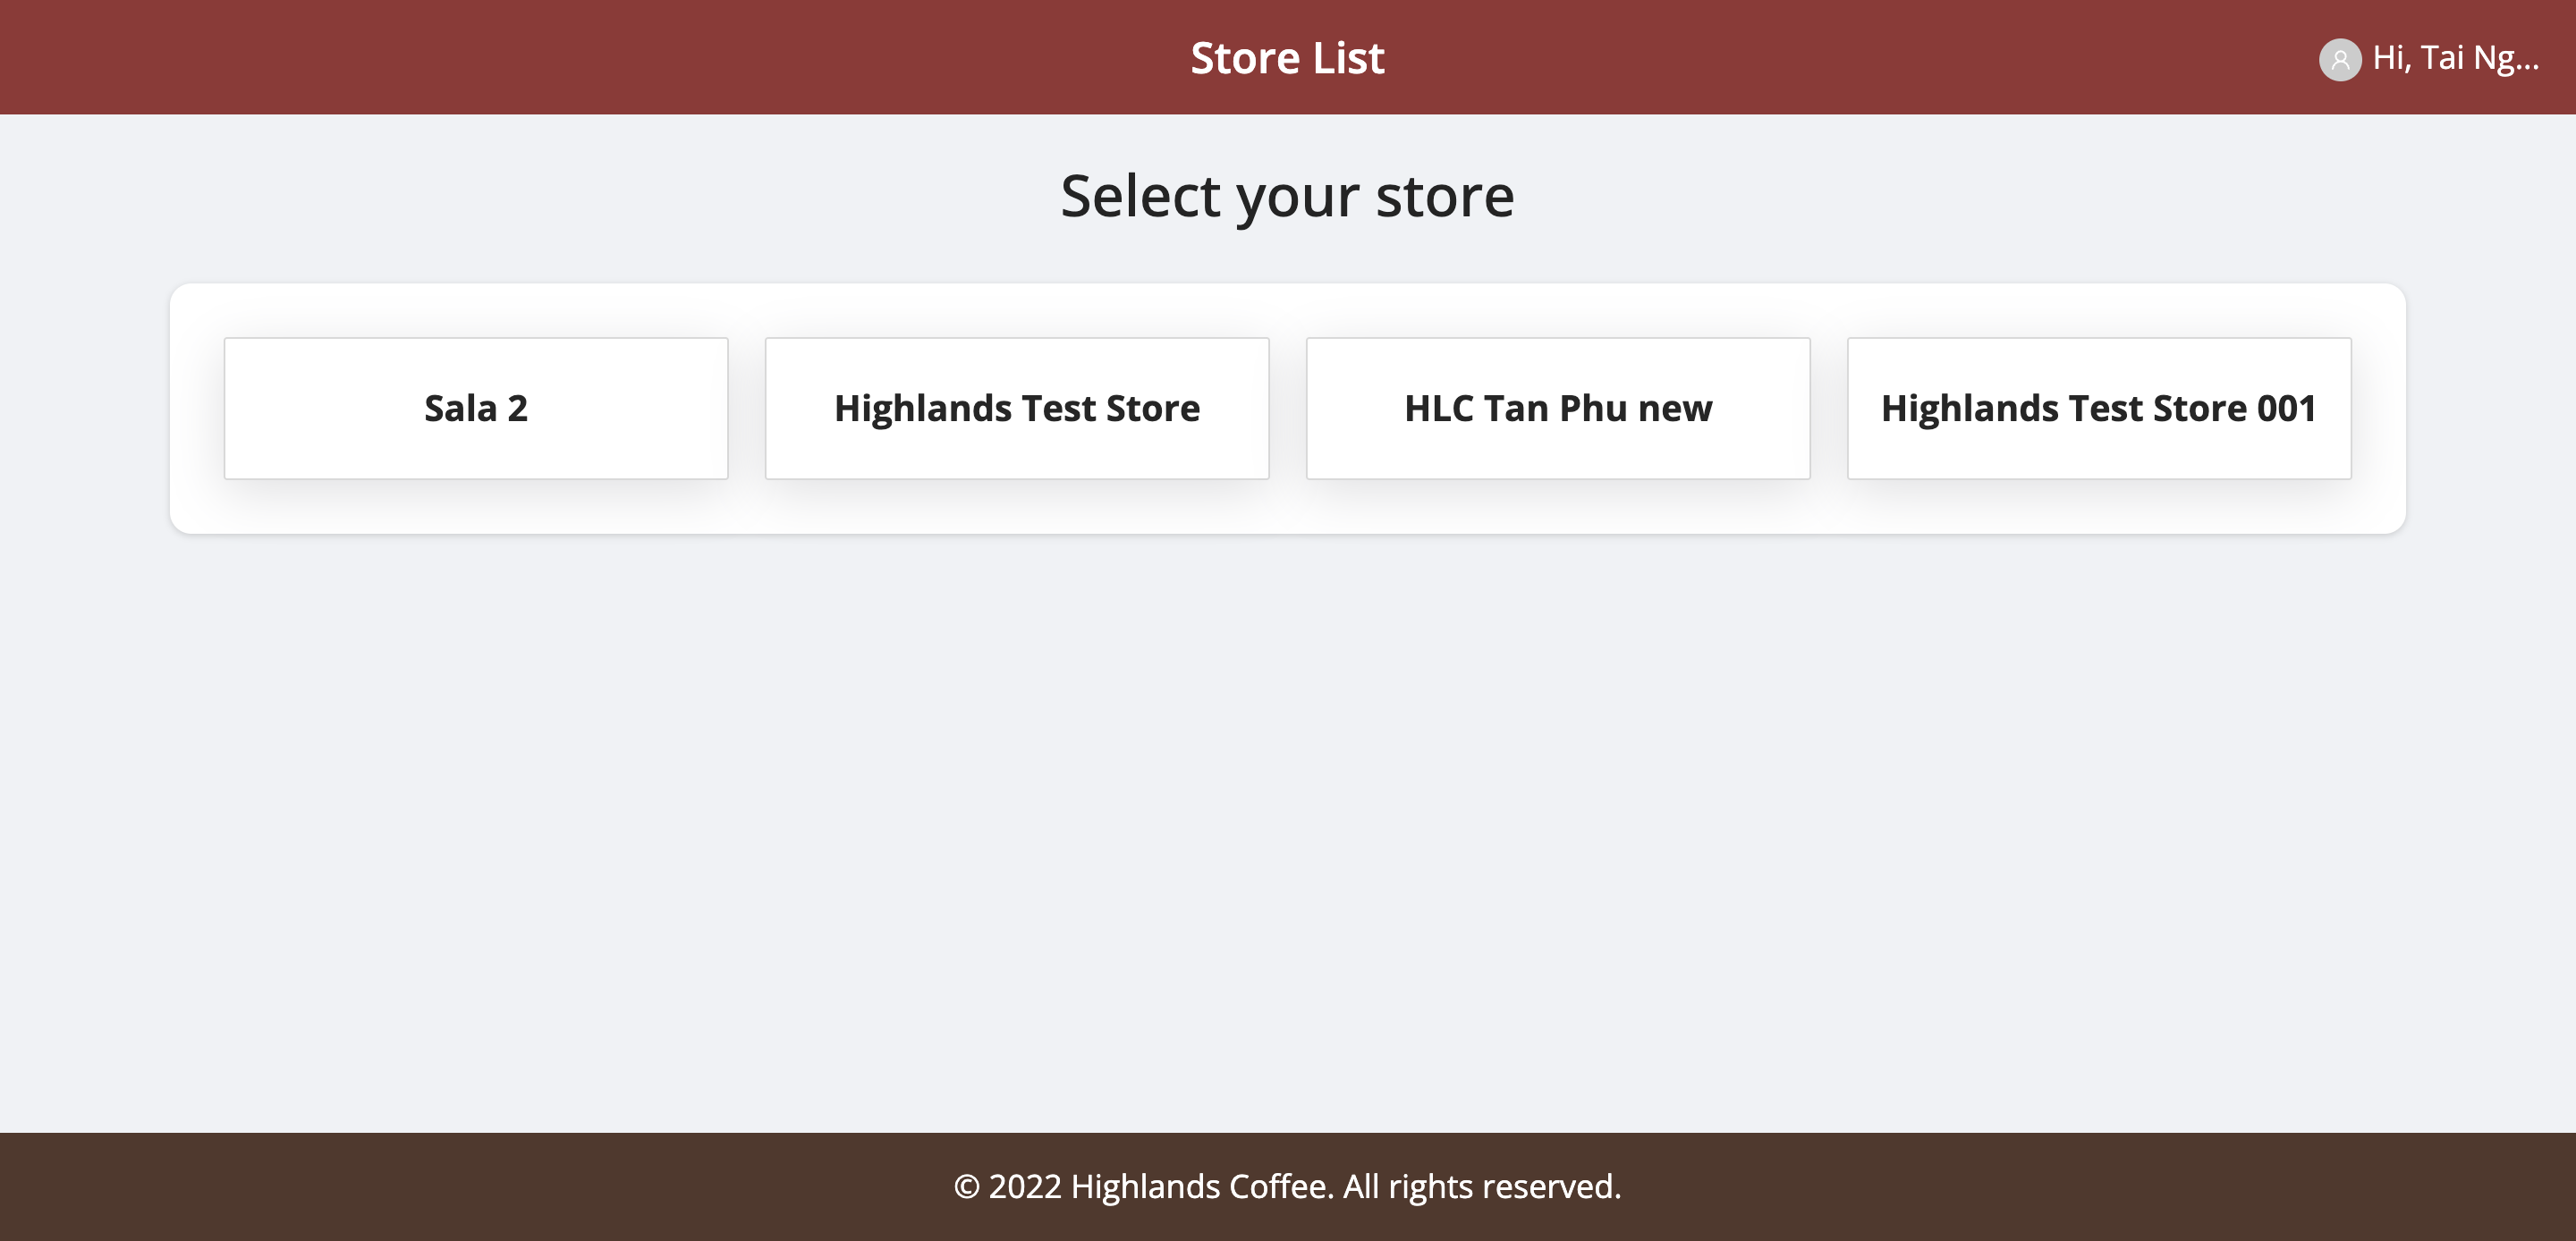 Store List
Hi, Tai Ng...
Select your store
Sala 2
Highlands Test Store
HLC Tan Phu new
Highlands Test Store 001
© 2022 Highlands Coffee. All rights reserved.